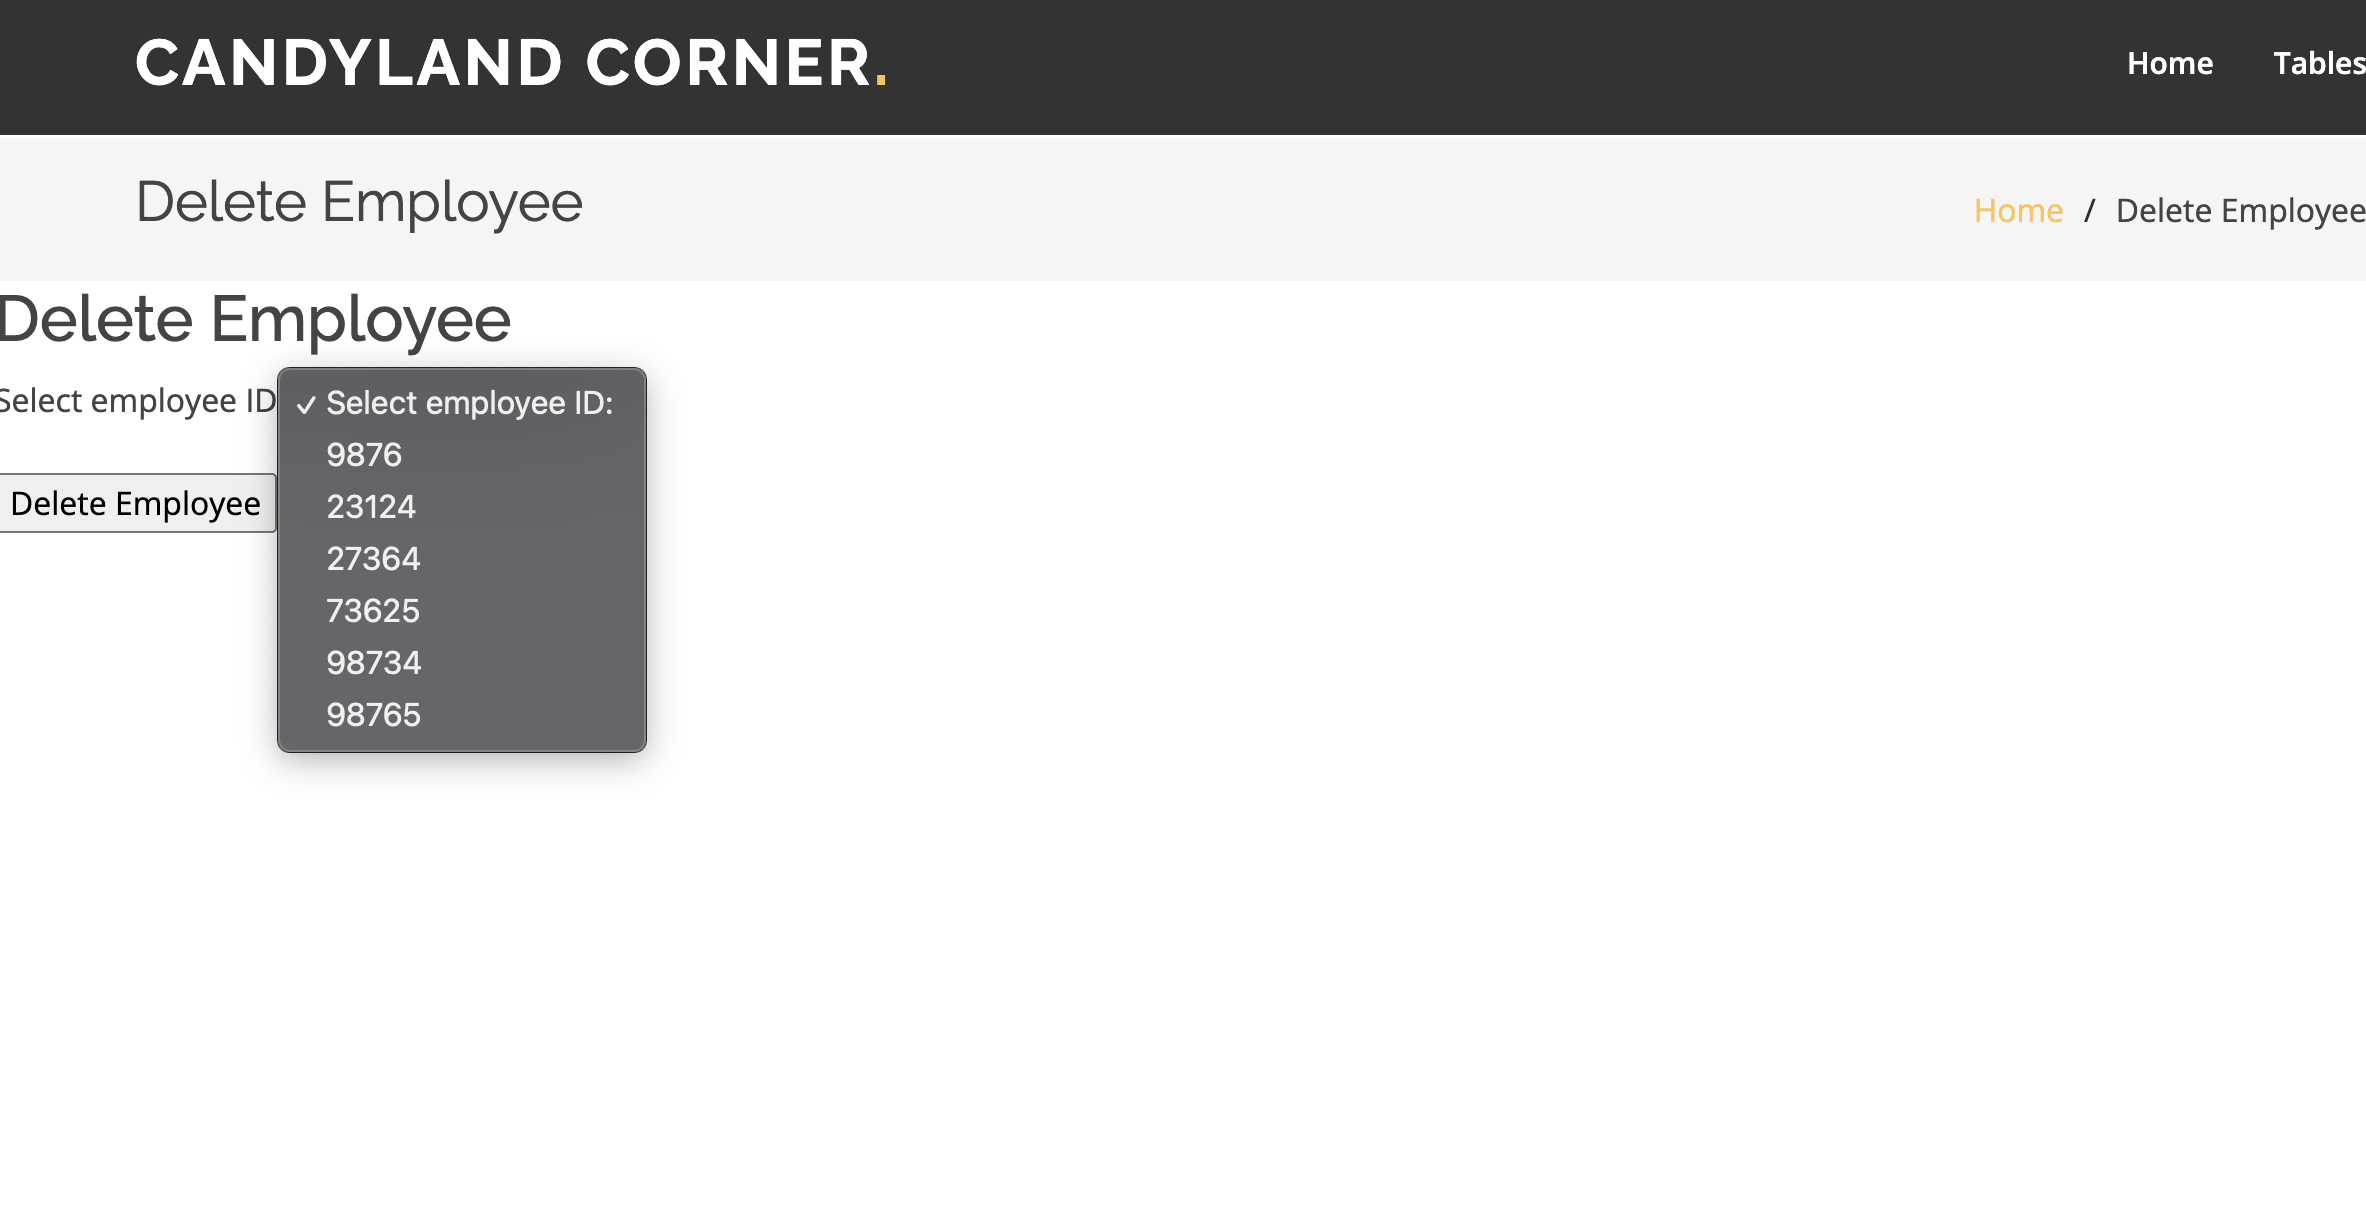 CANDYLAND CORNER.
Home Tables
Delete Employee
Home / Delete Employee
Delete Employee
Select employee ID
✓ Select employee ID:
9876
23124
27364
73625
98734
98765
Delete Employee